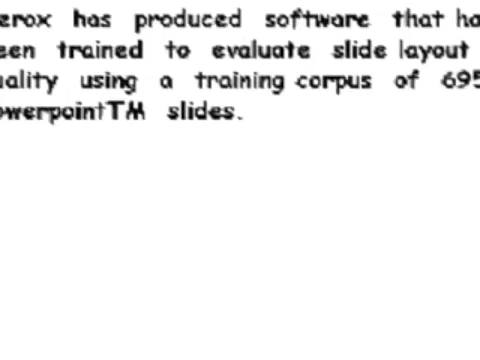 erox has produced software that ha
een trained to evaluate slide layout
uality using a training corpus of 695
owerpointTM slides.